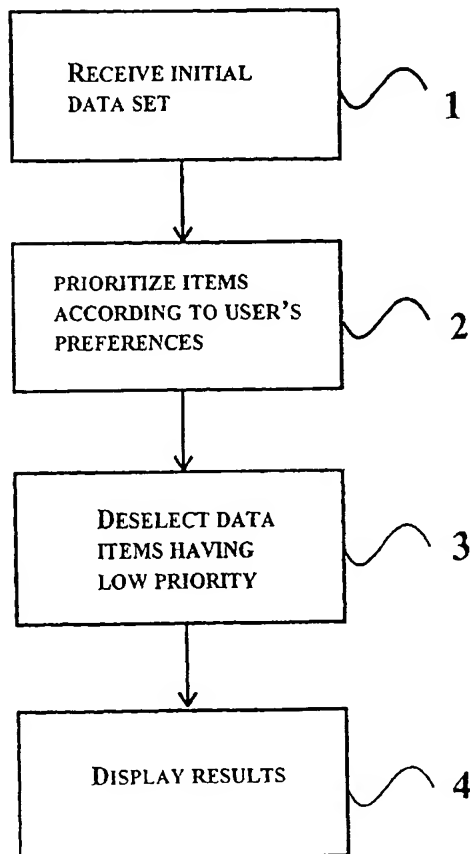 RECEIVE INITIAL
DATA SET
1
PRIORITIZE ITEMS
ACCORDING TO USER'S
PREFERENCES
2
DESELECT DATA
ITEMS HAVING
LOW PRIORITY
3
DISPLAY RESULTS
4